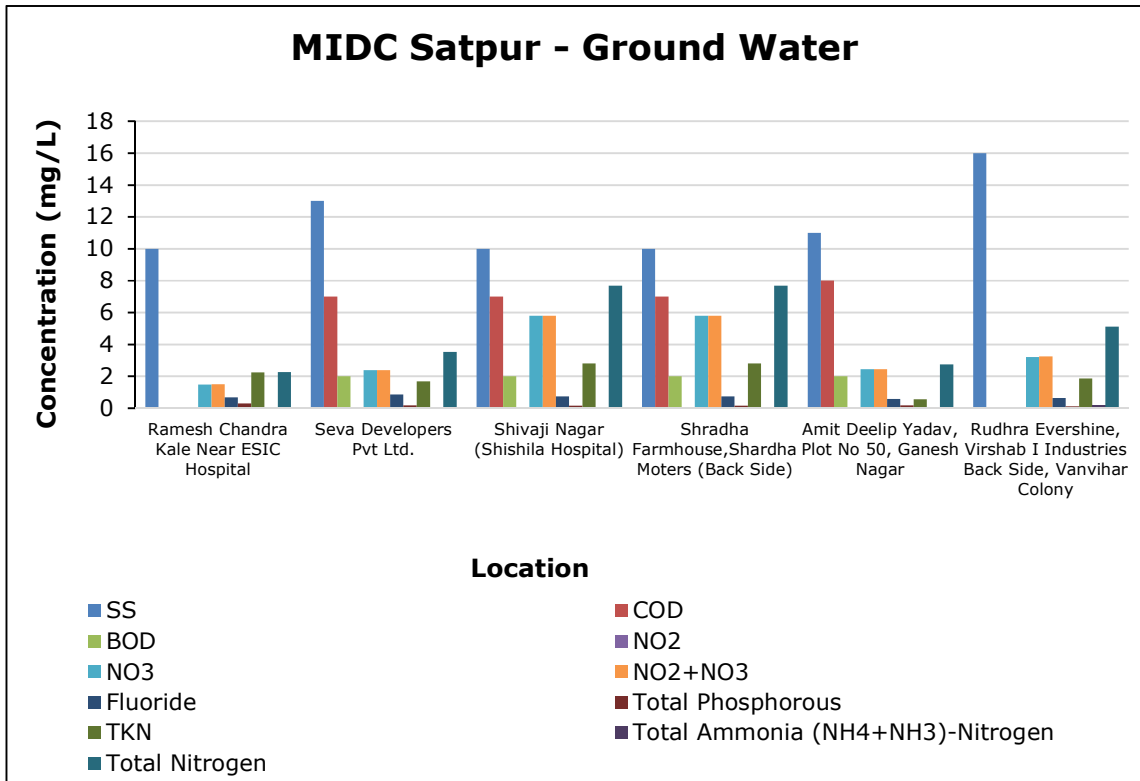 MIDC Satpur - Ground Water
Concentration (mg/L)
18
16
14
12
10
8
6
4
2
0
Ramesh Chandra
Kale Near ESIC
Hospital
Seva Developers
Pvt Ltd.
Shivaji Nagar
(Shishila Hospital)
Shradha
Farmhouse,Shardha
Moters (Back Side)
Amit Deelip Yadav,
Plot No 50, Ganesh
Nagar
Rudhra Evershine,
Virshab I Industries
Back Side, Vanvihar
Colony
Location
SS
COD
BOD
NO2
NO3
NO2+NO3
Fluoride
Total Phosphorous
TKN
Total Ammonia (NH4+NH3)-Nitrogen
Total Nitrogen